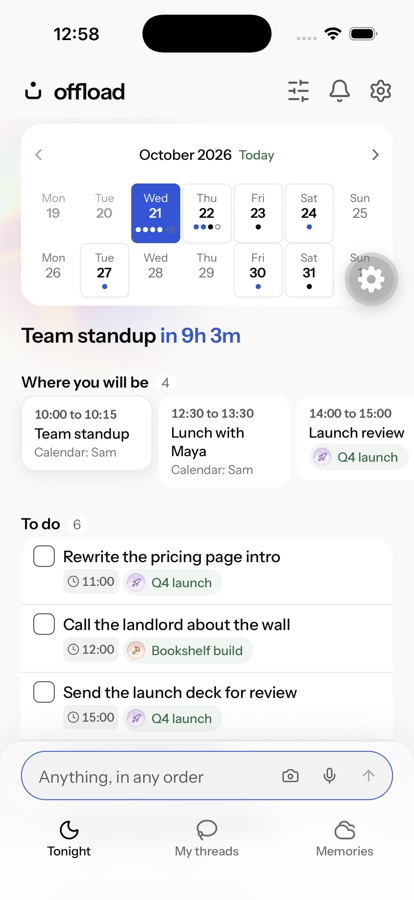 12:58
offload
October 2026 Today
Mon Tue Wed Thu Fri Sat Sun
19 20 21 22 23 24 25
Mon Tue Wed Thu Fri Sat Sun
26 27 28 29 30 31
Team standup in 9h 3m
Where you will be 4
10:00 to 10:15
Team standup
Calendar: Sam
12:30 to 13:30
Lunch with
Maya
Calendar: Sam
14:00 to 15:00
Launch review
Q4 launch
To do 6
Rewrite the pricing page intro
11:00 Q4 launch
Call the landlord about the wall
12:00 Bookshelf build
Send the launch deck for review
15:00 Q4 launch
Anything, in any order
Tonight My threads Memories